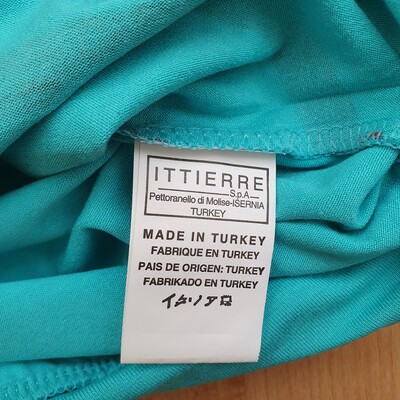 ITTIERRE
S.p.A
Pettoranello di Molise-ISERNIA
TURKEY
MADE IN TURKEY
FABRIQUE EN TURKEY
PAIS DE ORIGEN: TURKEY
FABRIKADO EN TURKEY